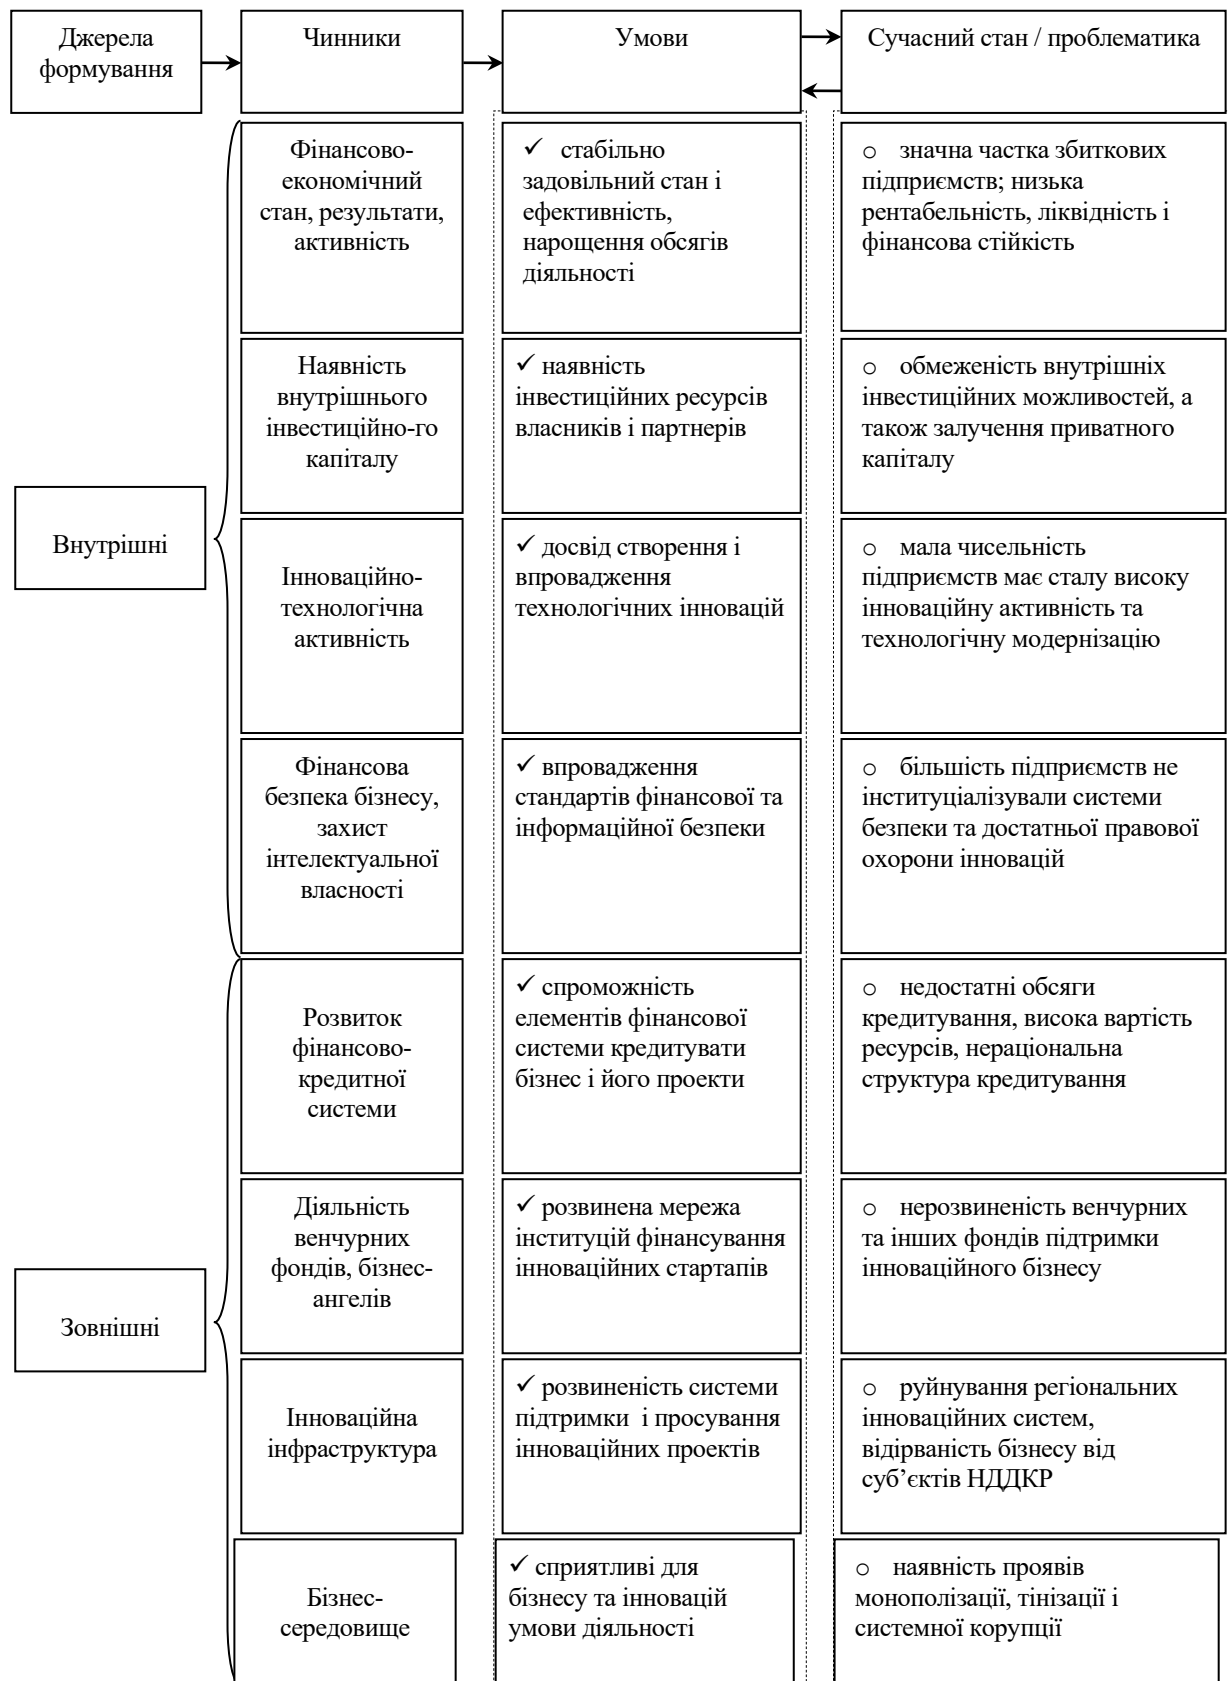 Джерела
формування
Чинники
Умови
Сучасний стан / проблематика
Внутрішні
Фінансово-
економічний
стан, результати,
активність
✓ стабільно
задовільний стан і
ефективність,
нарощення обсягів
діяльності
o значна частка збиткових
підприємств; низька
рентабельність, ліквідність і
фінансова стійкість
Наявність
внутрішнього
інвестиційно-го
капіталу
✓ наявність
інвестиційних ресурсів
власників і партнерів
o обмеженість внутрішніх
інвестиційних можливостей, а
також залучення приватного
капіталу
Інноваційно-
технологічна
активність
✓ досвід створення і
впровадження
технологічних інновацій
o мала чисельність
підприємств має сталу високу
інноваційну активність та
технологічну модернізацію
Фінансова
безпека бізнесу,
захист
інтелектуальної
власності
✓ впровадження
стандартів фінансової та
інформаційної безпеки
o більшість підприємств не
інституціалізували системи
безпеки та достатньої правової
охорони інновацій
Зовнішні
Розвиток
фінансово-
кредитної
системи
✓ спроможність
елементів фінансової
системи кредитувати
бізнес і його проекти
o недостатні обсяги
кредитування, висока вартість
ресурсів, нераціональна
структура кредитування
Діяльність
венчурних
фондів, бізнес-
ангелів
✓ розвинена мережа
інституцій фінансування
інноваційних стартапів
o нерозвиненість венчурних
та інших фондів підтримки
інноваційного бізнесу
Інноваційна
інфраструктура
✓ розвиненість системи
підтримки і просування
інноваційних проектів
o руйнування регіональних
інноваційних систем,
відірваність бізнесу від
суб’єктів НДДКР
Бізнес-
середовище
✓ сприятливі для
бізнесу та інновацій
умови діяльності
o наявність проявів
монополізації, тінізації і
системної корупції